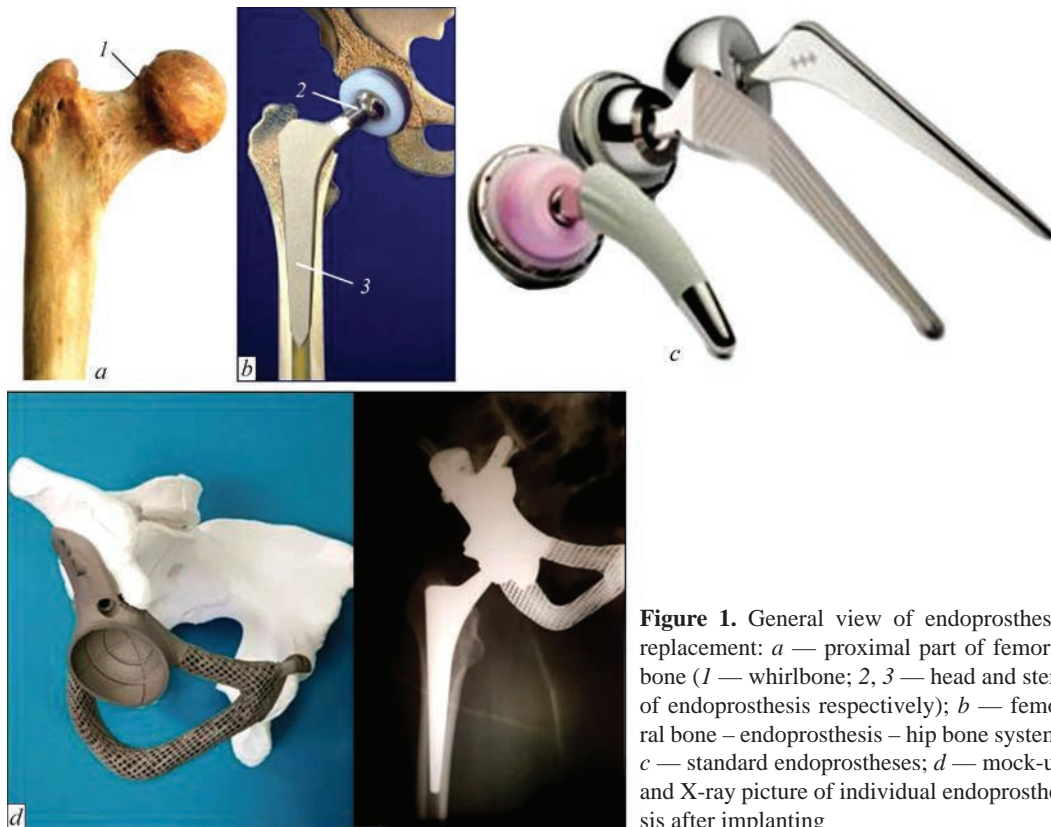 1
a
2
3
b
c
d
Figure 1. General view of endoprosthes
replacement: a — proximal part of femor
bone (1 — whirlbone; 2, 3 — head and ste
of endoprosthesis respectively); b — femo
ral bone – endoprosthesis – hip bone system
c — standard endoprostheses; d — mock-u
and X-ray picture of individual endoprosthe
sis after implanting